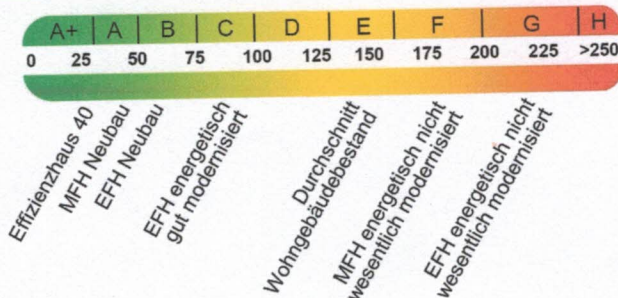 A+ A B C D E F G H
0 25 50 75 100 125 150 175 200 225 >250
Effizienzhaus 40
MFH Neubau
EFH Neubau
EFH energetisch
gut modernisiert
Durchschnitt
Wohngebäudebestand
MFH energetisch nicht
wesentlich modernisiert
EFH energetisch nicht
wesentlich modernisiert